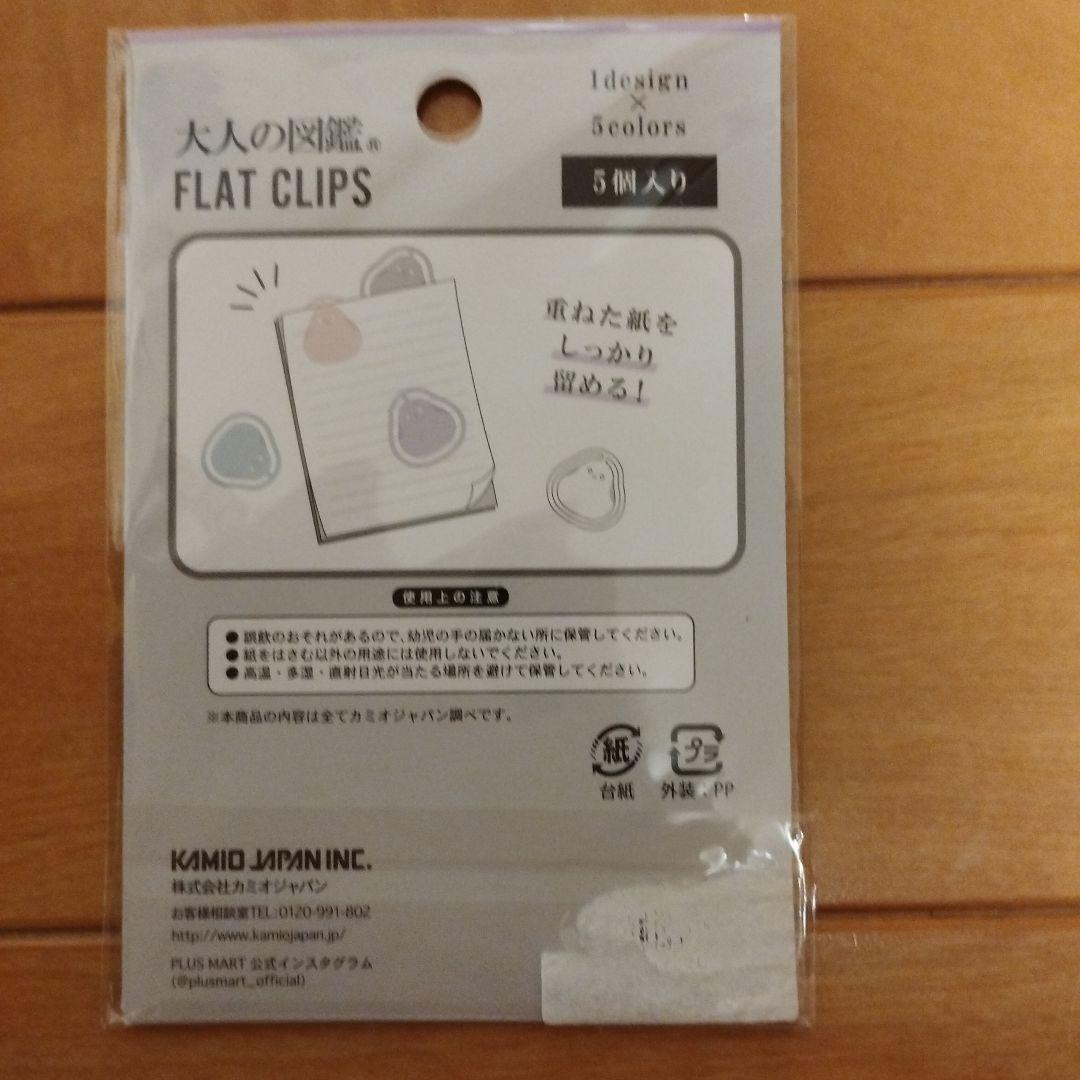 1design
×
5colors
大人の図鑑®
FLAT CLIPS
5個入り
重ねた紙を
しっかり
留める!
使用上の注意
●誤飲のおそれがあるので、幼児の手の届かない所に保管してください。
●紙をはさむ以外の用途には使用しないでください。
●高温・多湿・直射日光が当たる場所を避けて保管してください。
※本商品の内容は全てカミオジャパン調べです。
紙
プラ
台紙
外装:PP
KAMIO JAPAN INC.
株式会社カミオジャパン
お客様相談室TEL:0120-991-802
http://www.kamiojapan.jp/
PLUS MART 公式インスタグラム
(@plusmart_official)